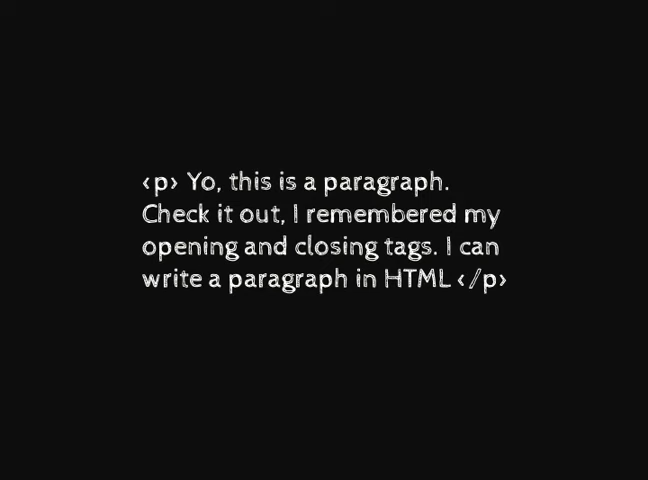 <p> Yo, this is a paragraph.
Check it out, I remembered my
opening and closing tags. I can
write a paragraph in HTML </p>